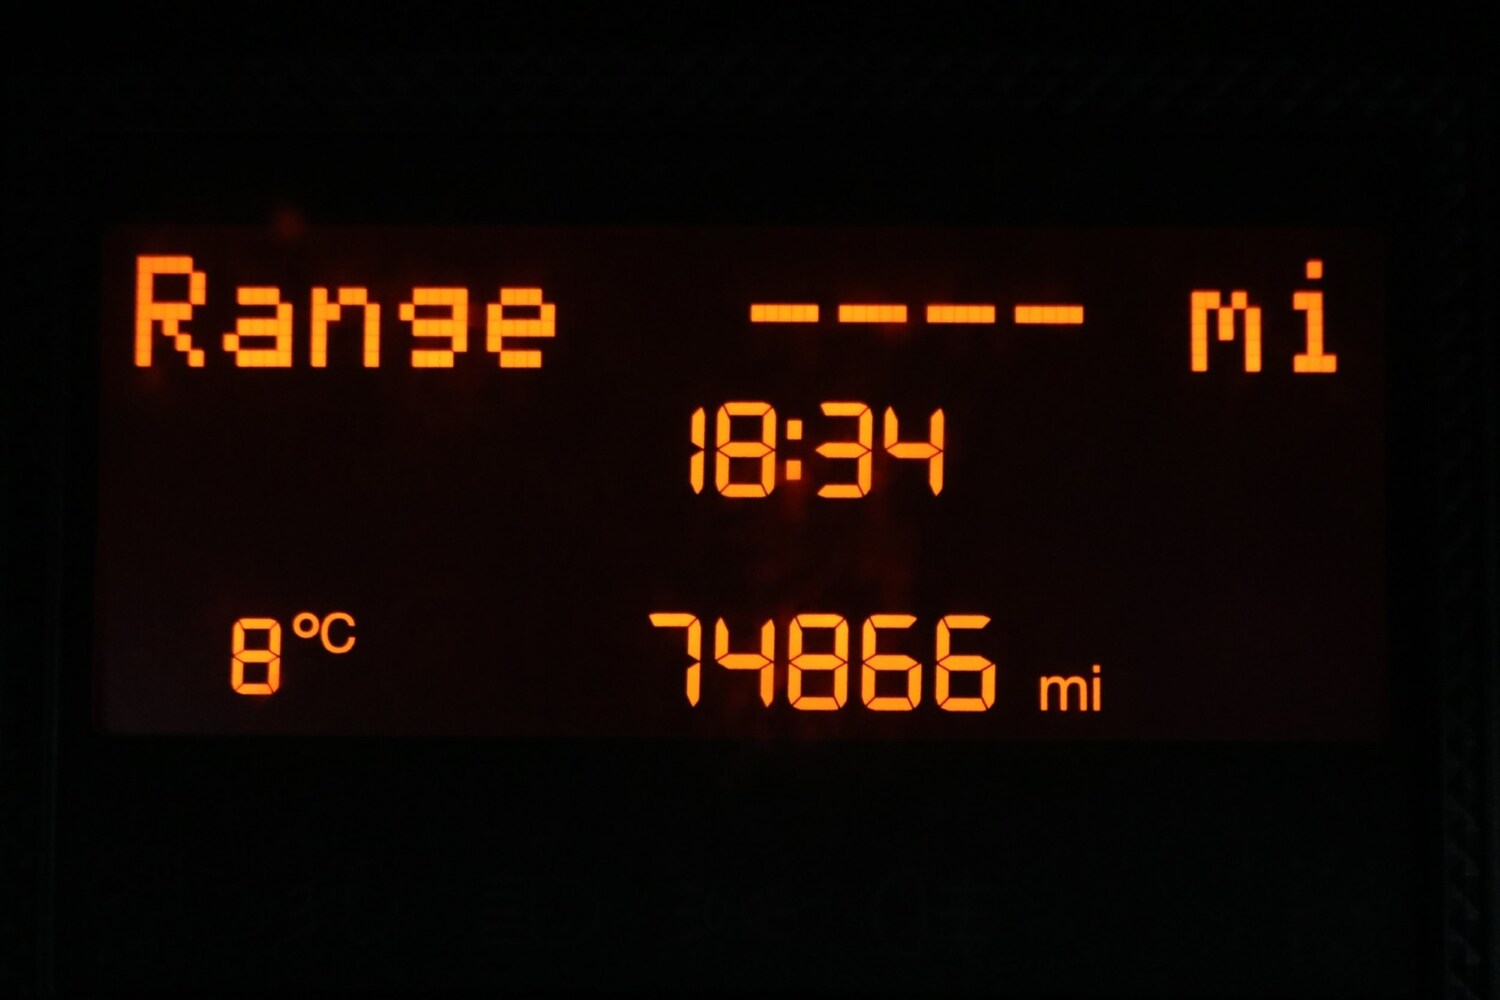 Range ---- mi
18:34
8°C 74866 mi